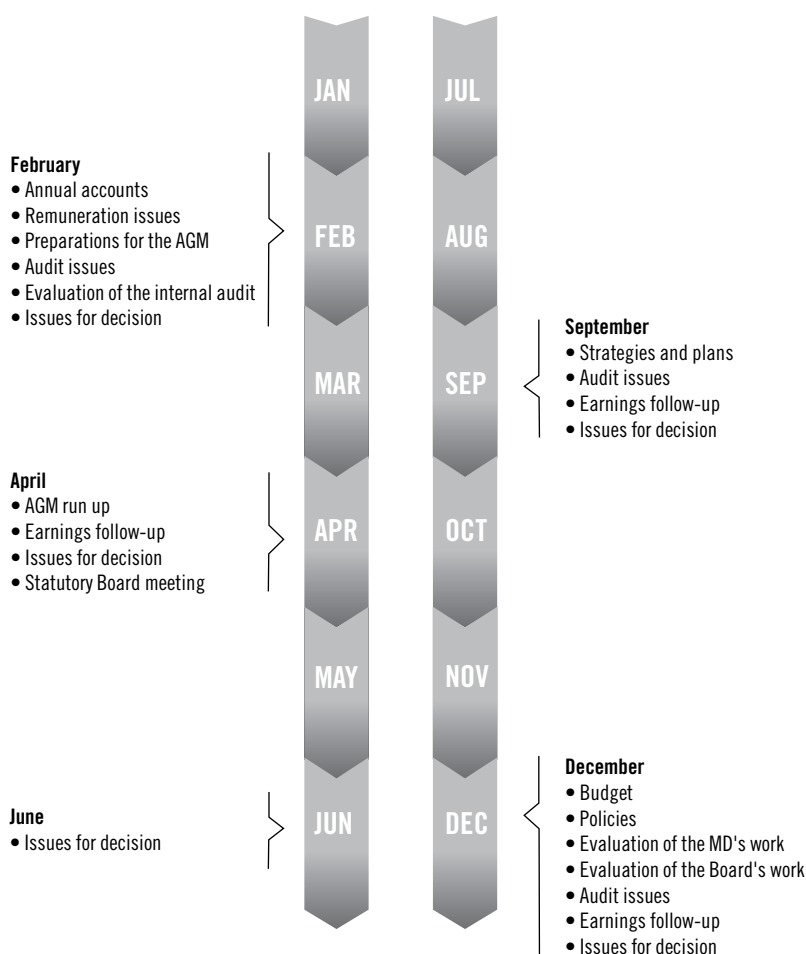 JAN
JUL
February
• Annual accounts
• Remuneration issues
• Preparations for the AGM
• Audit issues
• Evaluation of the internal audit
• Issues for decision
FEB
AUG
MAR
SEP
September
• Strategies and plans
• Audit issues
• Earnings follow-up
• Issues for decision
April
• AGM run up
• Earnings follow-up
• Issues for decision
• Statutory Board meeting
APR
OCT
MAY
NOV
June
• Issues for decision
JUN
DEC
December
• Budget
• Policies
• Evaluation of the MD's work
• Evaluation of the Board's work
• Audit issues
• Earnings follow-up
• Issues for decision